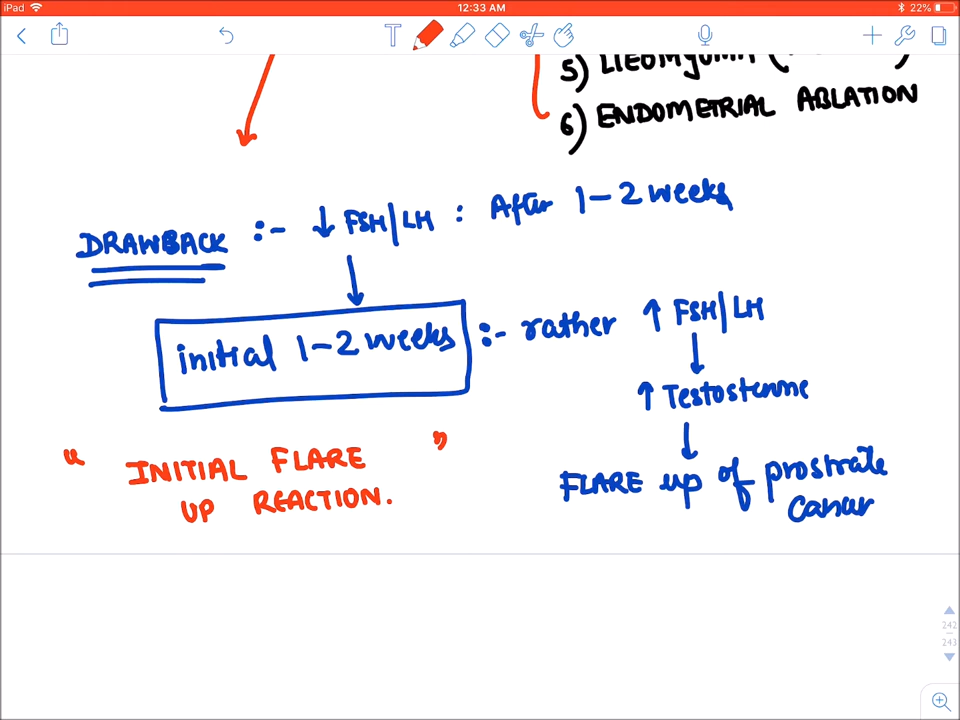 iPad 12:33 AM 22%
T
5) LIEOMYOMA (
6) ENDOMETRIAL ABLATION
DRAWBACK :- ↓ FSH/LH : After 1-2 weeks
↓
initial 1-2 weeks :- rather ↑ FSH/LH
↓
↑ Testosterone
↓
FLARE up of prostrate
cancer
" INITIAL FLARE "
UP REACTION.
242
243